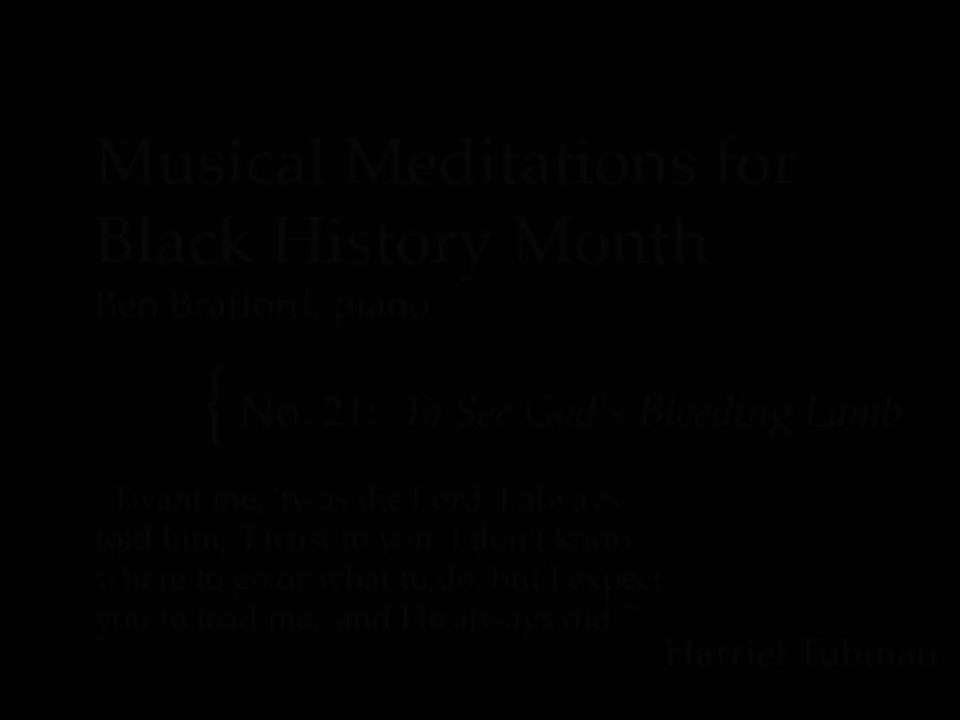 Musical Meditations for
Black History Month
Ben Bratford, piano
{ No. 21: To See God's Bleeding Lamb
"'Twant me, 'twas the Lord. I always
told him, 'I trust to you. I don't know
where to go or what to do, but I expect
you to lead me,' and He always did."
Harriet Tubman